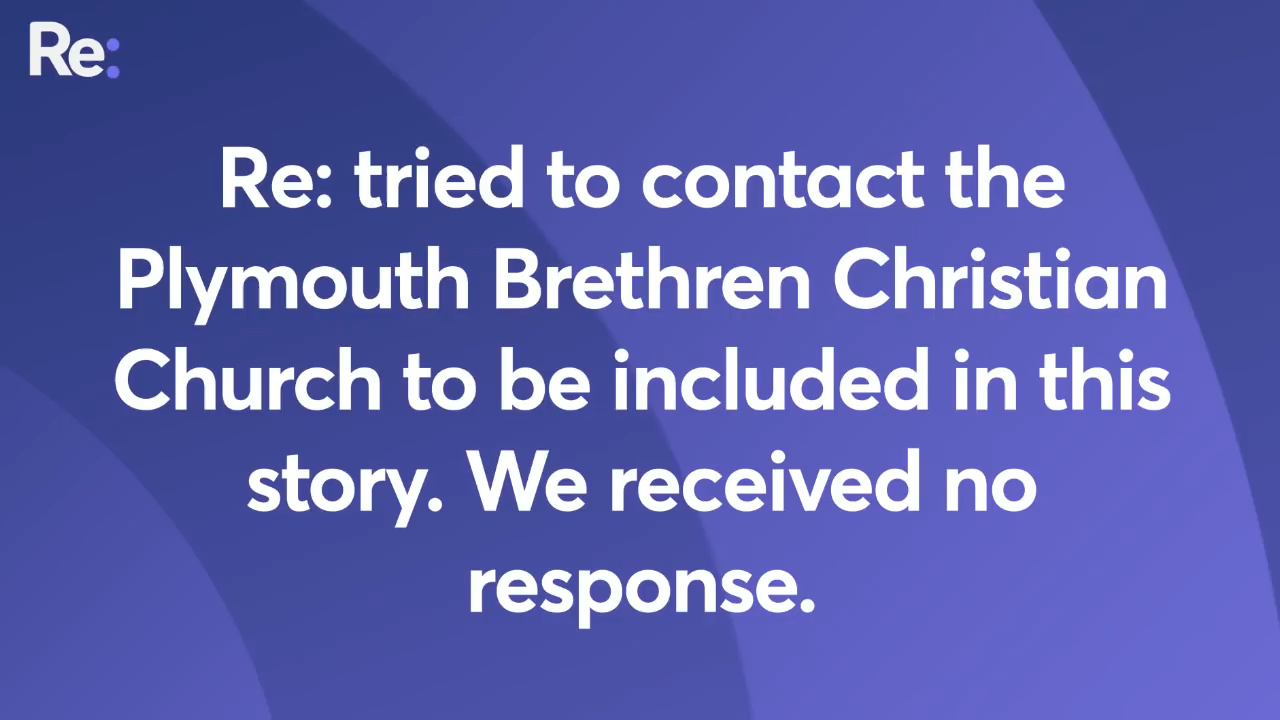 Re:
Re: tried to contact the
Plymouth Brethren Christian
Church to be included in this
story. We received no
response.